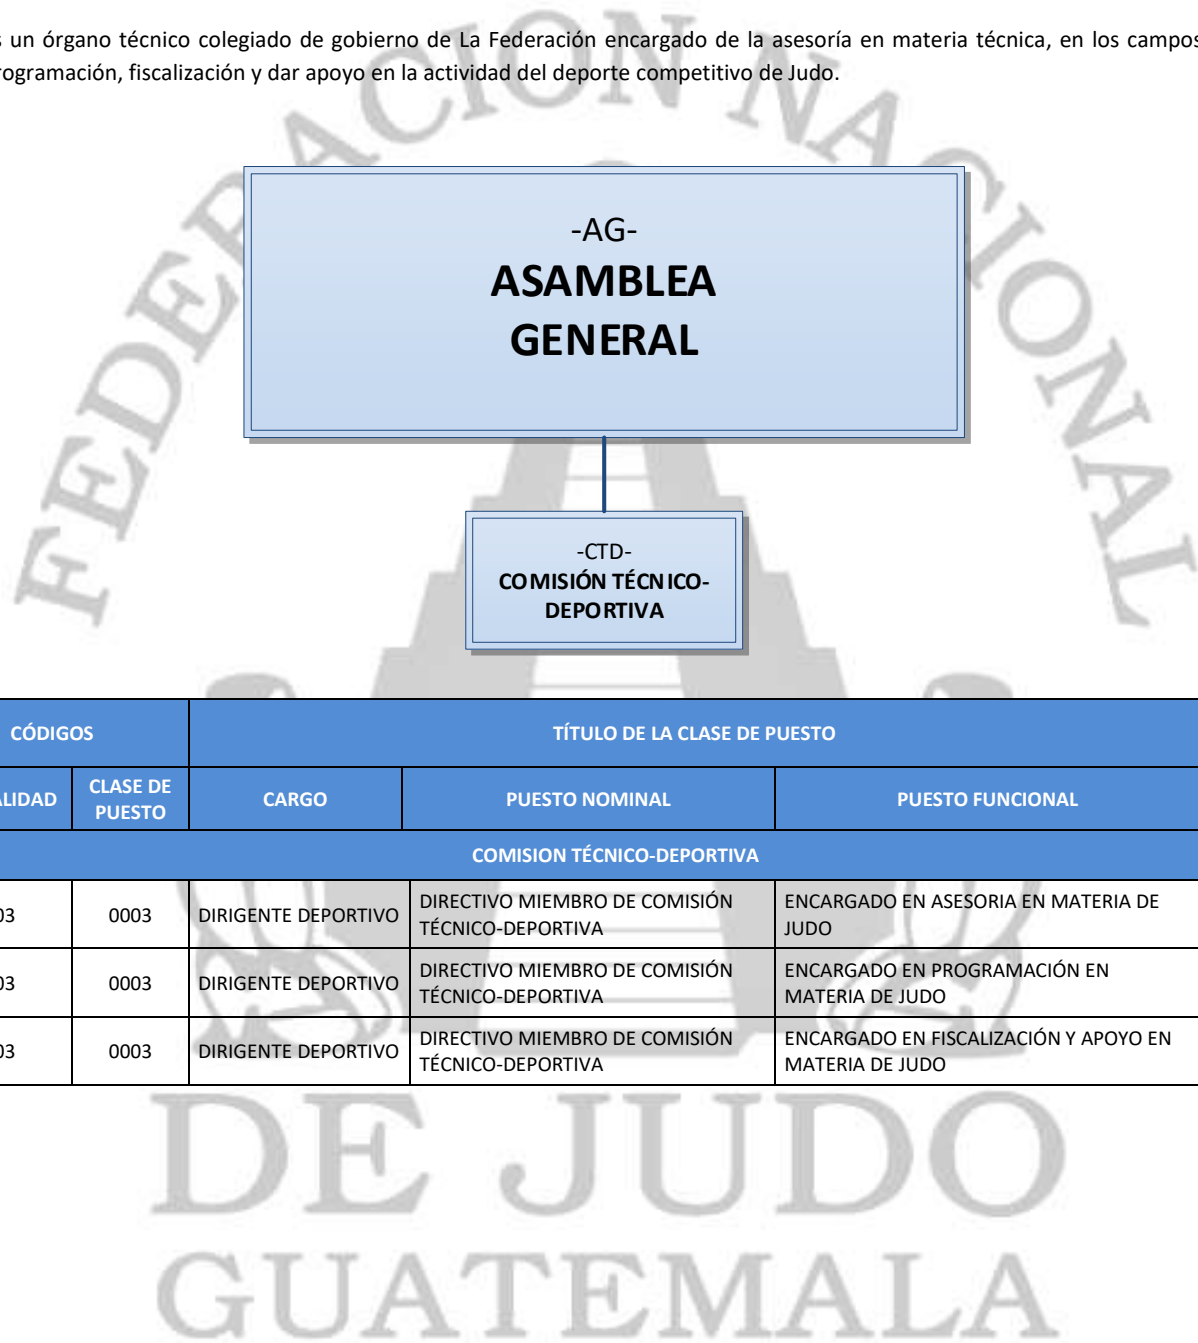 s un órgano técnico colegiado de gobierno de La Federación encargado de la asesoría en materia técnica, en los campos
rogramación, fiscalización y dar apoyo en la actividad del deporte competitivo de Judo.
FEDERACION NACIONAL
-AG-
ASAMBLEA
GENERAL
-CTD-
COMISIÓN TÉCNICO-
DEPORTIVA
CÓDIGOS
TÍTULO DE LA CLASE DE PUESTO
ALIDAD
CLASE DE
PUESTO
CARGO
PUESTO NOMINAL
PUESTO FUNCIONAL
COMISION TÉCNICO-DEPORTIVA
03
0003
DIRIGENTE DEPORTIVO
DIRECTIVO MIEMBRO DE COMISIÓN
TÉCNICO-DEPORTIVA
ENCARGADO EN ASESORIA EN MATERIA DE
JUDO
03
0003
DIRIGENTE DEPORTIVO
DIRECTIVO MIEMBRO DE COMISIÓN
TÉCNICO-DEPORTIVA
ENCARGADO EN PROGRAMACIÓN EN
MATERIA DE JUDO
03
0003
DIRIGENTE DEPORTIVO
DIRECTIVO MIEMBRO DE COMISIÓN
TÉCNICO-DEPORTIVA
ENCARGADO EN FISCALIZACIÓN Y APOYO EN
MATERIA DE JUDO
DE JUDO
GUATEMALA